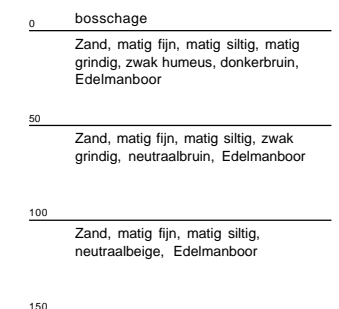 0 bosschage
Zand, matig fijn, matig siltig, matig
grindig, zwak humeus, donkerbruin,
Edelmanboor
50
Zand, matig fijn, matig siltig, zwak
grindig, neutraalbruin, Edelmanboor
100
Zand, matig fijn, matig siltig,
neutraalbeige, Edelmanboor
150